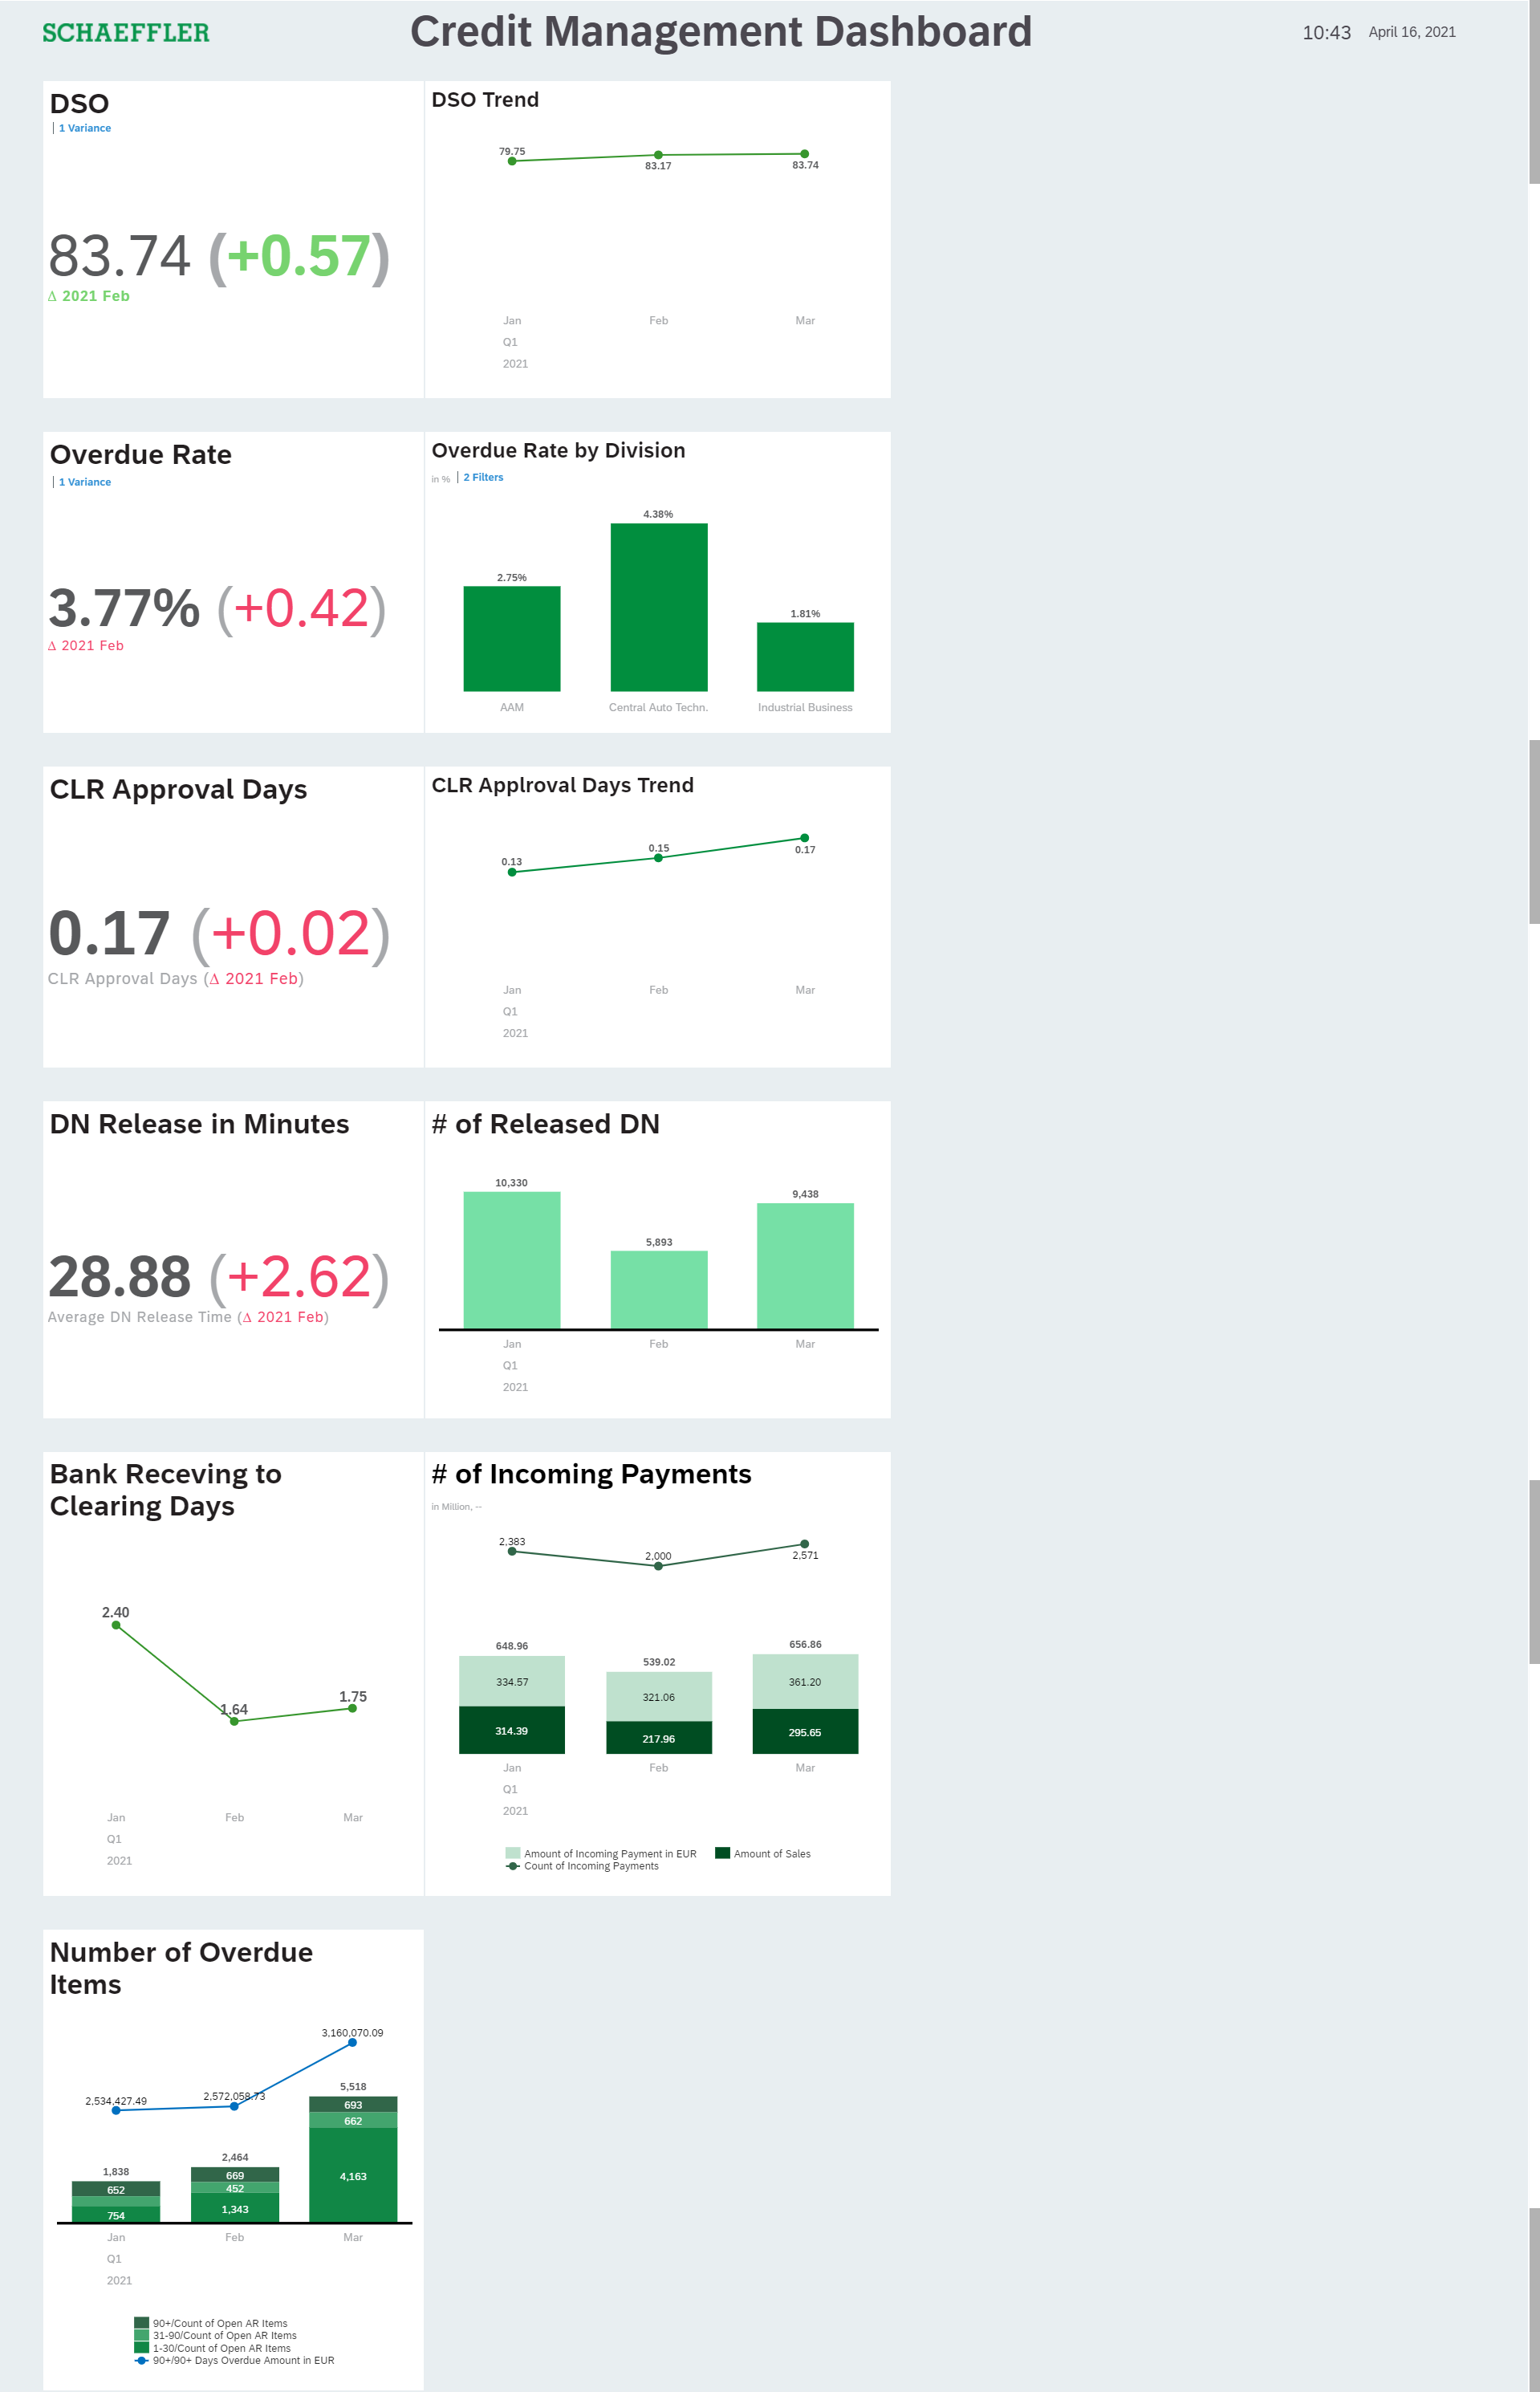 SCHAEFFLER
Credit Management Dashboard
10:43 April 16, 2021
DSO
1 Variance
83.74 (+0.57)
Δ 2021 Feb
DSO Trend
79.75
83.17
83.74
Jan Feb Mar
Q1
2021
Overdue Rate
1 Variance
3.77% (+0.42)
Δ 2021 Feb
Overdue Rate by Division
in % 2 Filters
4.38%
2.75%
1.81%
AAM Central Auto Techn. Industrial Business
CLR Approval Days
0.17 (+0.02)
CLR Approval Days (Δ 2021 Feb)
CLR Applroval Days Trend
0.13
0.15
0.17
Jan Feb Mar
Q1
2021
DN Release in Minutes
28.88 (+2.62)
Average DN Release Time (Δ 2021 Feb)
# of Released DN
10,330
5,893
9,438
Jan Feb Mar
Q1
2021
Bank Receving to
Clearing Days
2.40
1.64
1.75
Jan Feb Mar
Q1
2021
# of Incoming Payments
in Million, --
2,383
2,000
2,571
648.96
539.02
656.86
334.57
321.06
361.20
314.39
217.96
295.65
Jan Feb Mar
Q1
2021
Amount of Incoming Payment in EUR Amount of Sales
Count of Incoming Payments
Number of Overdue
Items
3,160,070.09
2,534,427.49
2,572,058.73
5,518
693
662
4,163
2,464
669
452
1,343
1,838
652
754
Jan Feb Mar
Q1
2021
90+/Count of Open AR Items
31-90/Count of Open AR Items
1-30/Count of Open AR Items
90+/90+ Days Overdue Amount in EUR